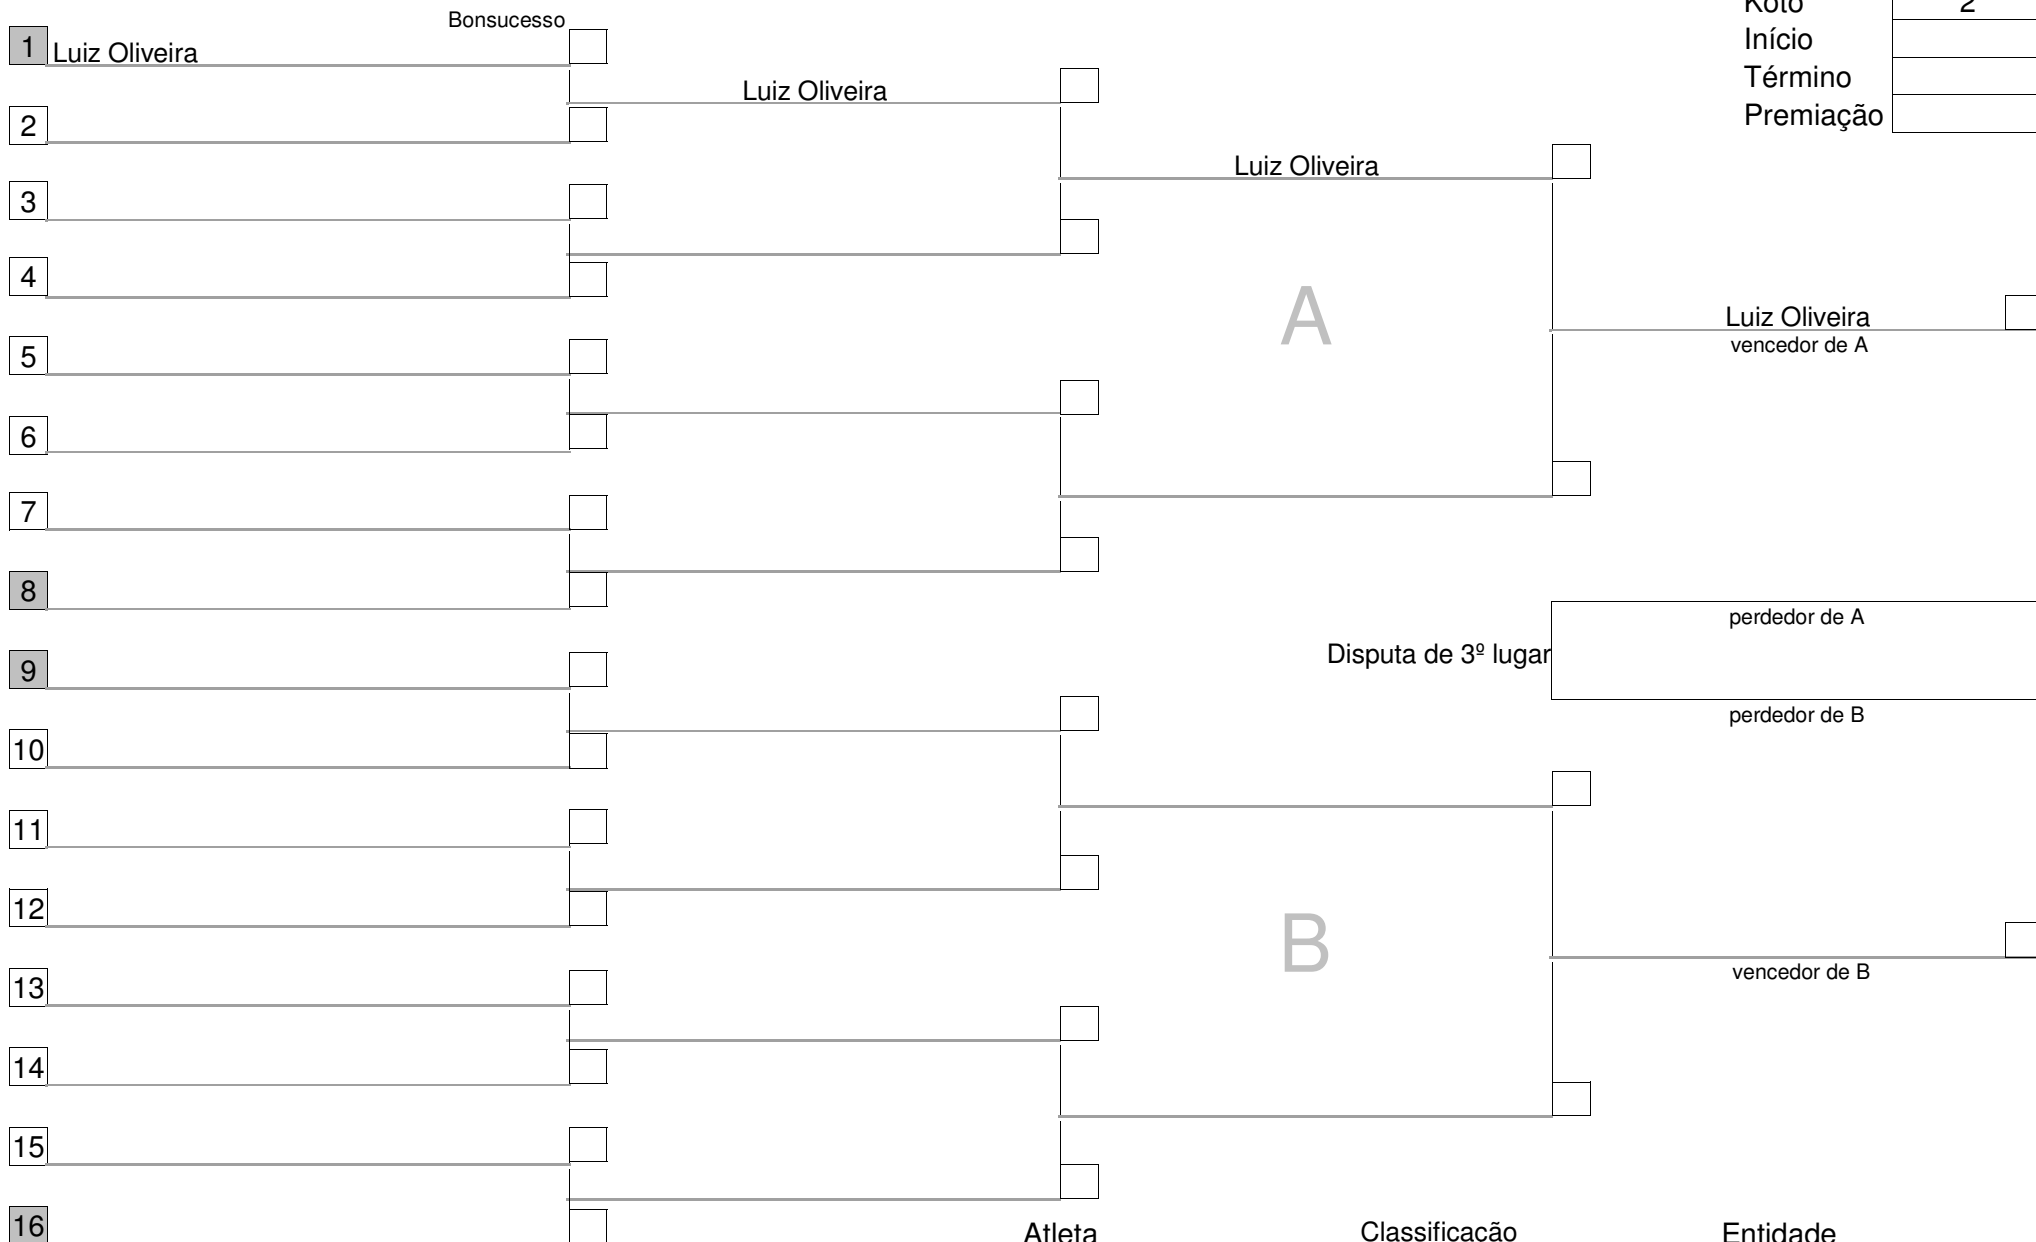 Bonsucesso
Koto 2
1 Luiz Oliveira
Início
Luiz Oliveira
Término
2
Premiação
Luiz Oliveira
3
4
A
Luiz Oliveira
5
vencedor de A
6
7
8
perdedor de A
9
Disputa de 3º lugar
perdedor de B
10
11
12
B
13
vencedor de B
14
15
16
Atleta Classificação Entidade